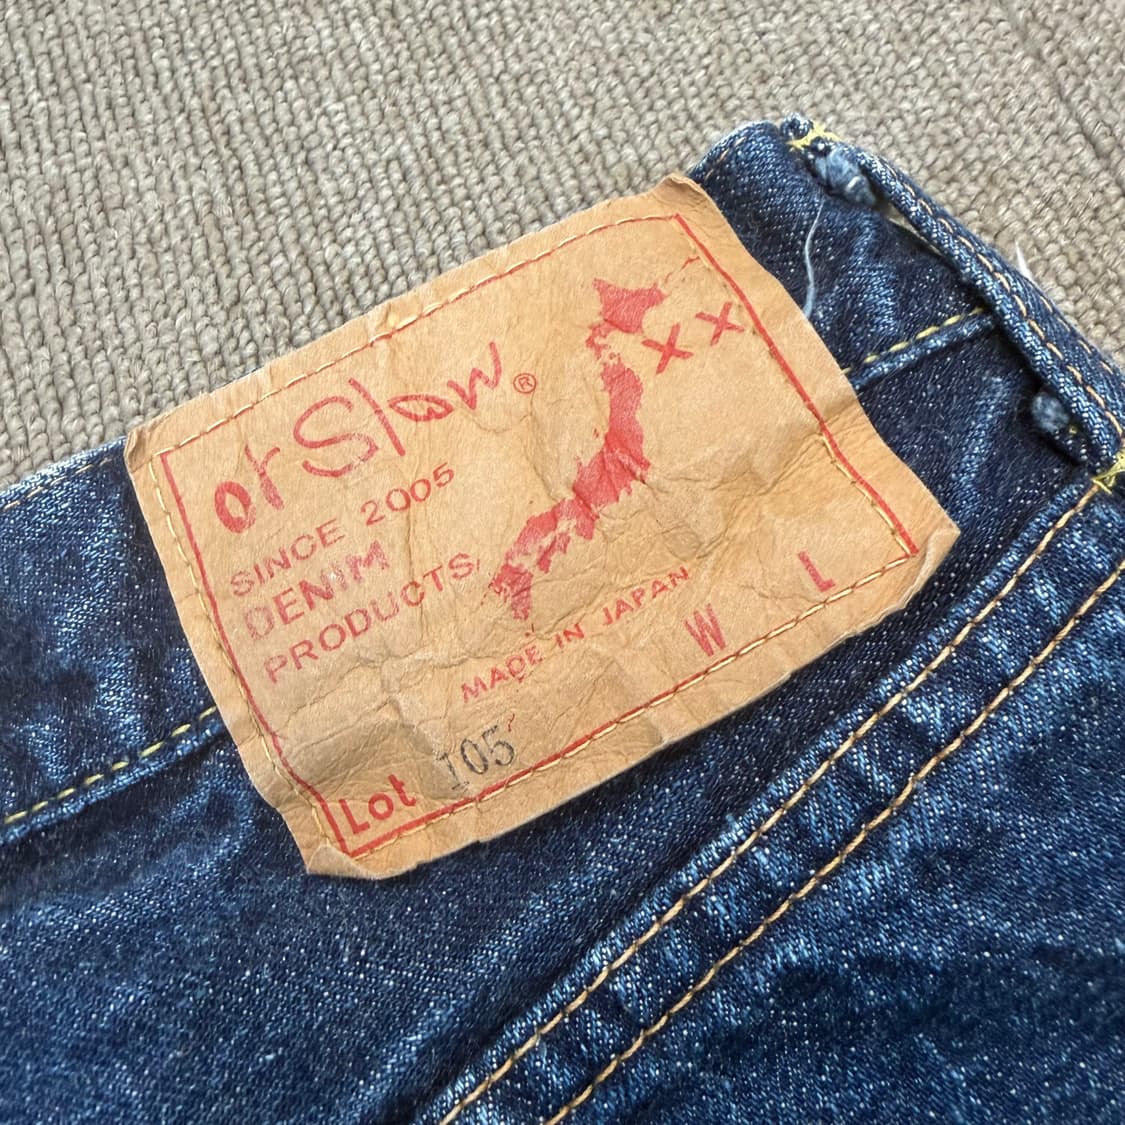 orSlow®
XX
SINCE 2005
DENIM
PRODUCTS
MADE IN JAPAN
W L
Lot 105